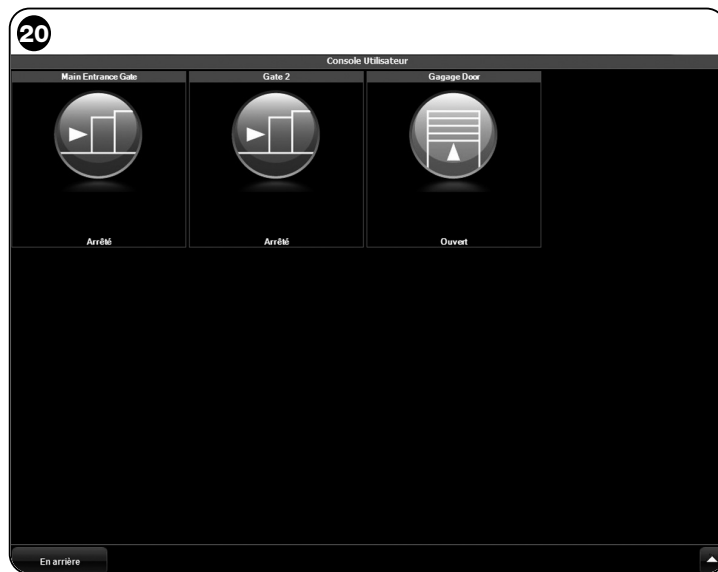 20
Console Utilisateur
Main Entrance Gate
Gate 2
Gagage Door
Arrêté
Arrêté
Ouvert
En arrière